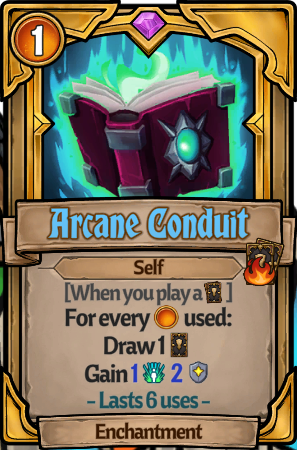 1
Arcane Conduit
Self
[When you play a ]
For every used:
Draw 1
Gain 1 2
- Lasts 6 uses -
Enchantment